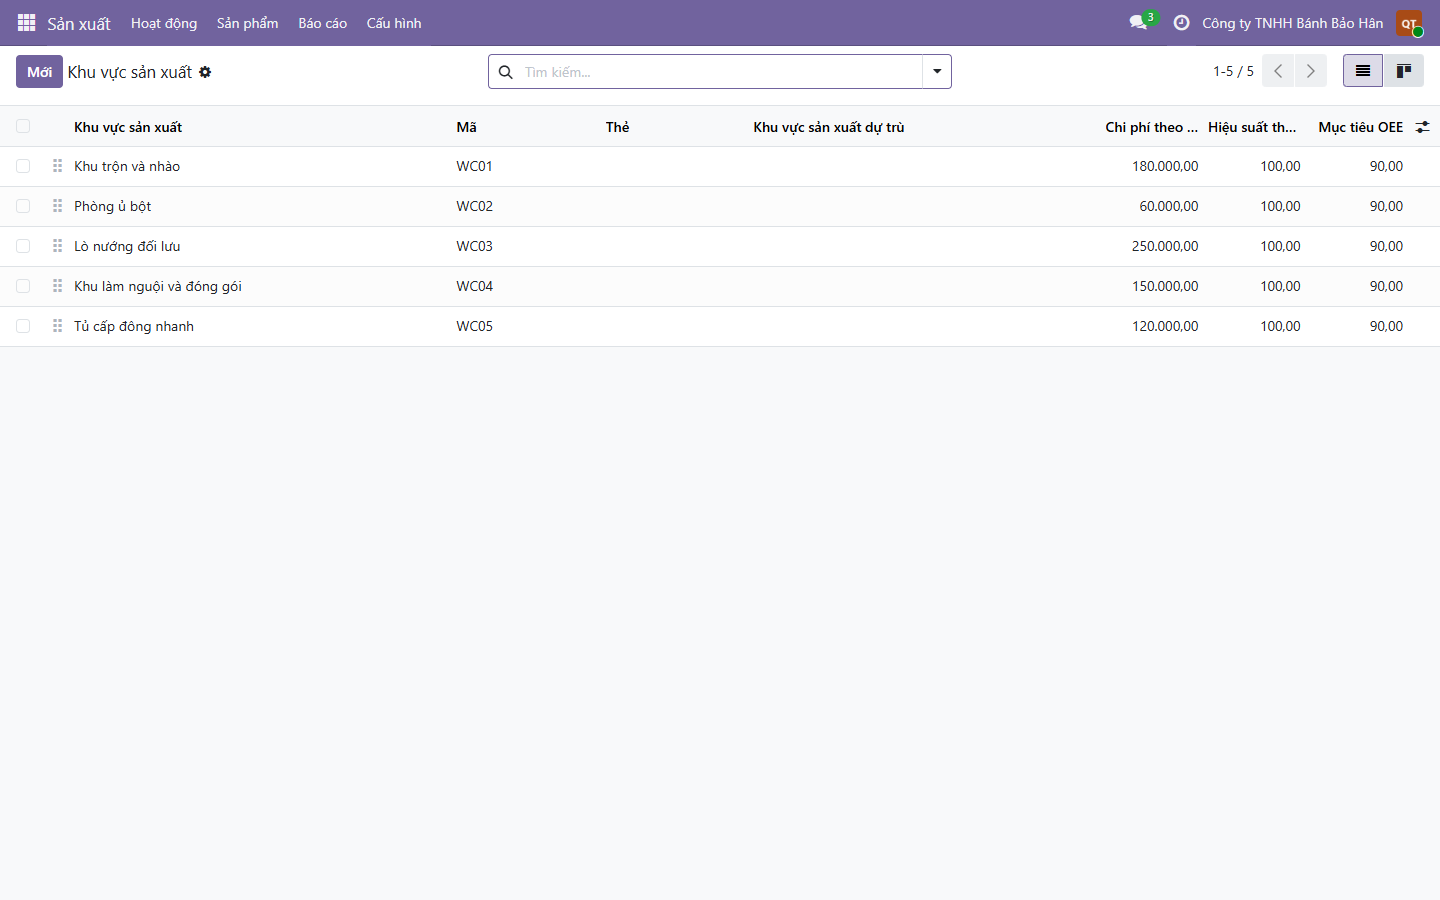 Sản xuất Hoạt động Sản phẩm Báo cáo Cấu hình 3 Công ty TNHH Bánh Bảo Hân QT
Mới Khu vực sản xuất Tìm kiếm... 1-5 / 5
Khu vực sản xuất Mã Thẻ Khu vực sản xuất dự trù Chi phí theo ... Hiệu suất th... Mục tiêu OEE
Khu trộn và nhào WC01 180.000,00 100,00 90,00
Phòng ủ bột WC02 60.000,00 100,00 90,00
Lò nướng đối lưu WC03 250.000,00 100,00 90,00
Khu làm nguội và đóng gói WC04 150.000,00 100,00 90,00
Tủ cấp đông nhanh WC05 120.000,00 100,00 90,00